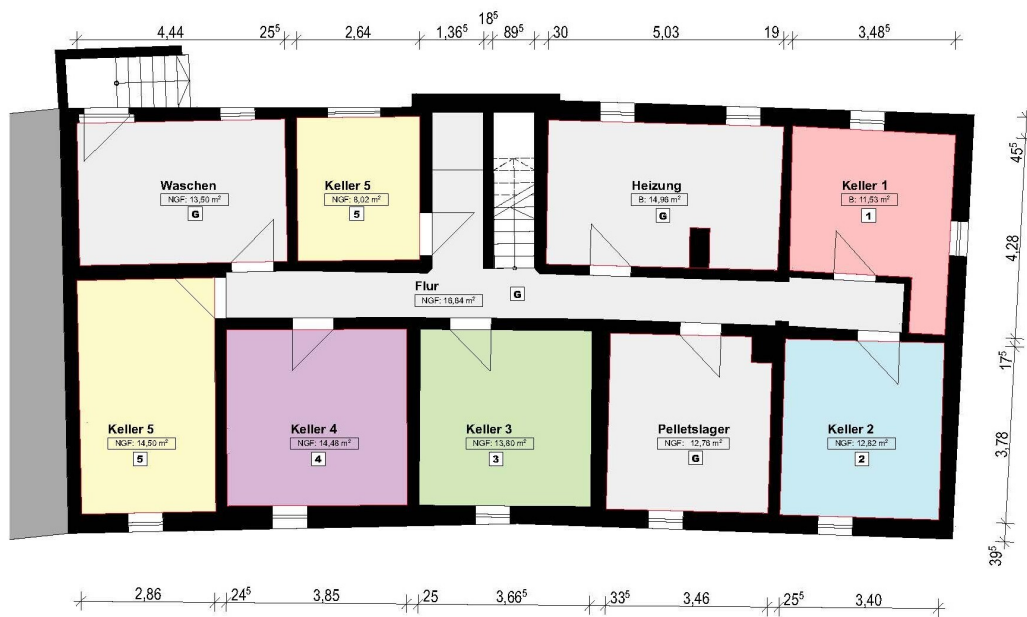 18⁵
4,44 25⁵ 2,64 1,36⁵ 89⁵ 30 5,03 19 3,48⁵
Waschen
NGF: 13,50 m²
G
Keller 5
NGF: 8,02 m²
5
Heizung
B: 14,96 m²
G
Keller 1
B: 11,53 m²
1
45⁵
4,28
Flur
NGF: 16,84 m²
G
17⁵
Keller 5
NGF: 14,50 m²
5
Keller 4
NGF: 14,48 m²
4
Keller 3
NGF: 13,80 m²
3
Pelletslager
NGF: 12,76 m²
G
Keller 2
NGF: 12,82 m²
2
3,78
39⁵
2,86 24⁵ 3,85 25 3,66⁵ 33⁵ 3,46 25⁵ 3,40